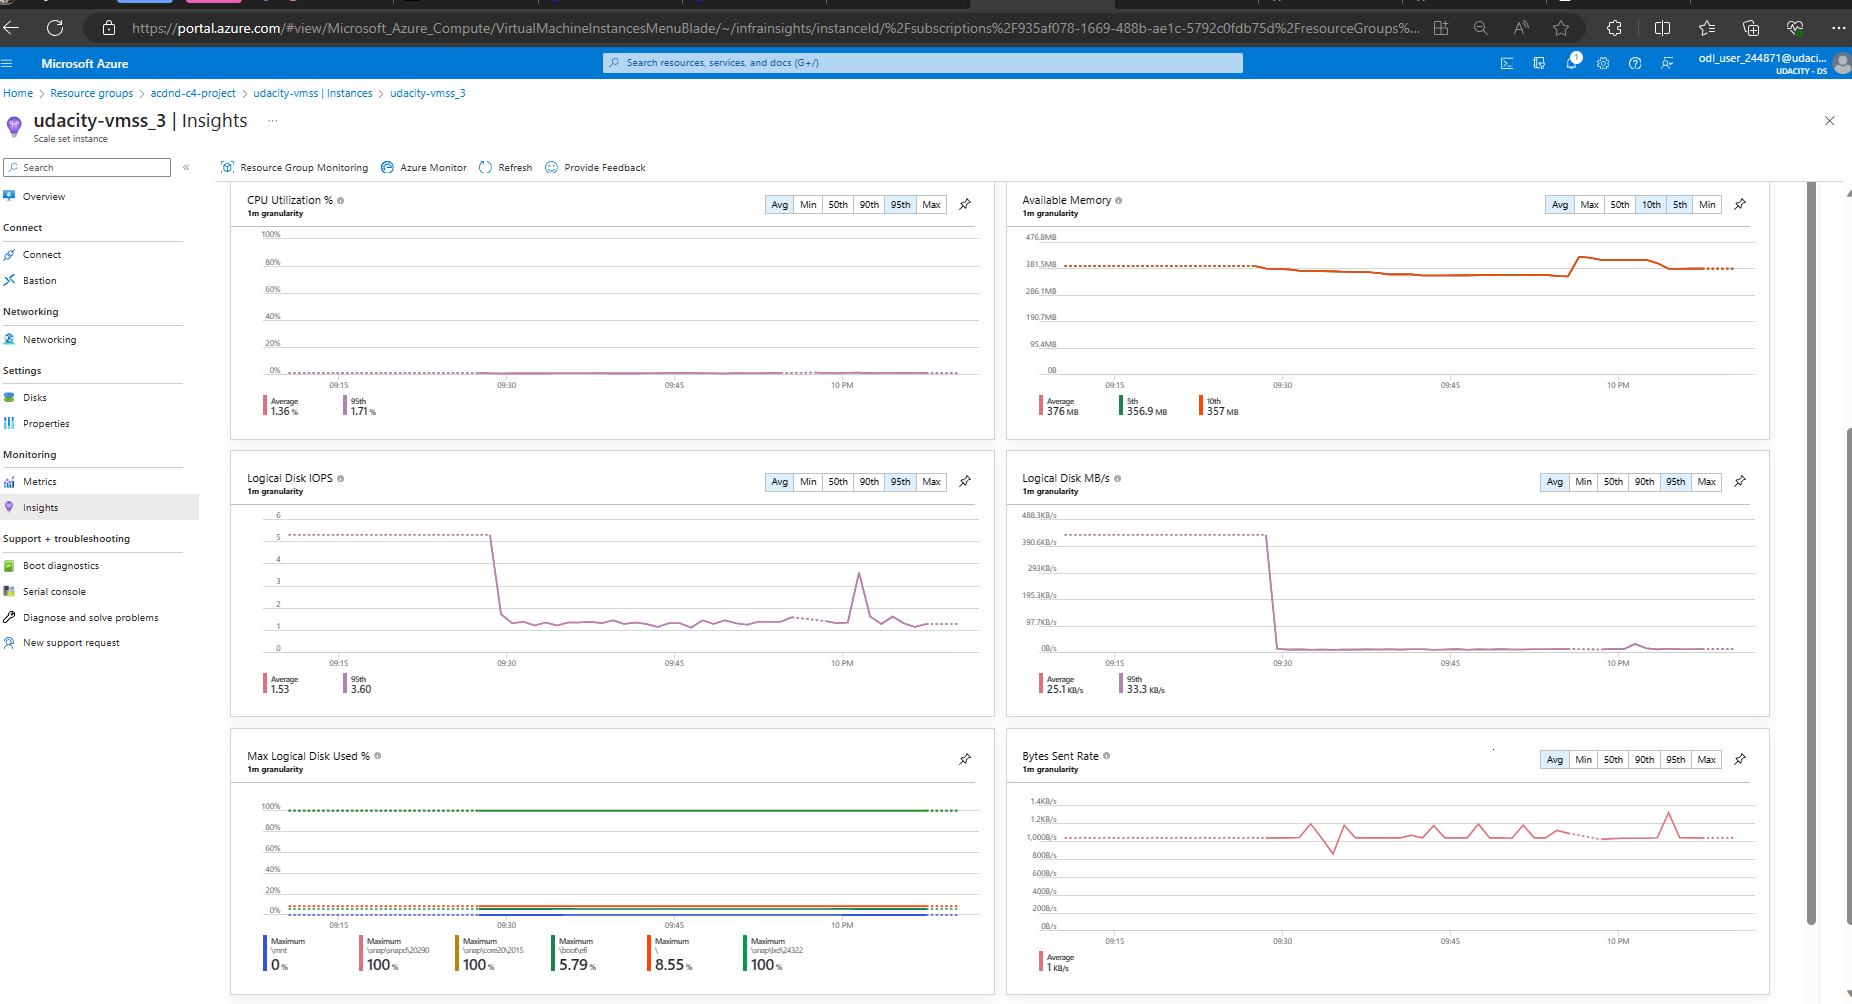 https://portal.azure.com/#view/Microsoft_Azure_Compute/VirtualMachineInstancesMenuBlade/~/infrainsights/instanceId/%2Fsubscriptions%2F935af078-1669-488b-ae1c-5792c0fdb75d%2FresourceGroups%...
Microsoft Azure
Search resources, services, and docs (G+/)
1
odl_user_244871@udaci...
UDACITY - DS
Home > Resource groups > acdnd-c4-project > udacity-vmss | Instances > udacity-vmss_3
udacity-vmss_3 | Insights ...
Scale set instance
Search
Overview
Connect
Connect
Bastion
Networking
Networking
Settings
Disks
Properties
Monitoring
Metrics
Insights
Support + troubleshooting
Boot diagnostics
Serial console
Diagnose and solve problems
New support request
Resource Group Monitoring Azure Monitor Refresh Provide Feedback
CPU Utilization %
1m granularity
Avg Min 50th 90th 95th Max
100%
80%
60%
40%
20%
0%
09:15 09:30 09:45 10 PM
Average 95th
1.36 % 1.71 %
Available Memory
1m granularity
Avg Max 50th 10th 5th Min
476.8MB
381.5MB
286.1MB
190.7MB
95.4MB
0B
09:15 09:30 09:45 10 PM
Average 5th 10th
376 MB 356.9 MB 357 MB
Logical Disk IOPS
1m granularity
Avg Min 50th 90th 95th Max
6
5
4
3
2
1
0
09:15 09:30 09:45 10 PM
Average 95th
1.53 3.60
Logical Disk MB/s
1m granularity
Avg Min 50th 90th 95th Max
488.3KB/s
390.6KB/s
293KB/s
195.3KB/s
97.7KB/s
0B/s
09:15 09:30 09:45 10 PM
Average 95th
25.1 KB/s 33.3 KB/s
Max Logical Disk Used %
1m granularity
100%
80%
60%
40%
20%
0%
09:15 09:30 09:45 10 PM
Maximum Maximum Maximum Maximum Maximum Maximum
\mnt \snap\snapd\20290 \snap\core20\2015 \boot\efi \ \snap\lxd\24322
0 % 100 % 100 % 5.79 % 8.55 % 100 %
Bytes Sent Rate
1m granularity
Avg Min 50th 90th 95th Max
1.4KB/s
1.2KB/s
1,000B/s
800B/s
600B/s
400B/s
200B/s
0B/s
09:15 09:30 09:45 10 PM
Average
1 KB/s